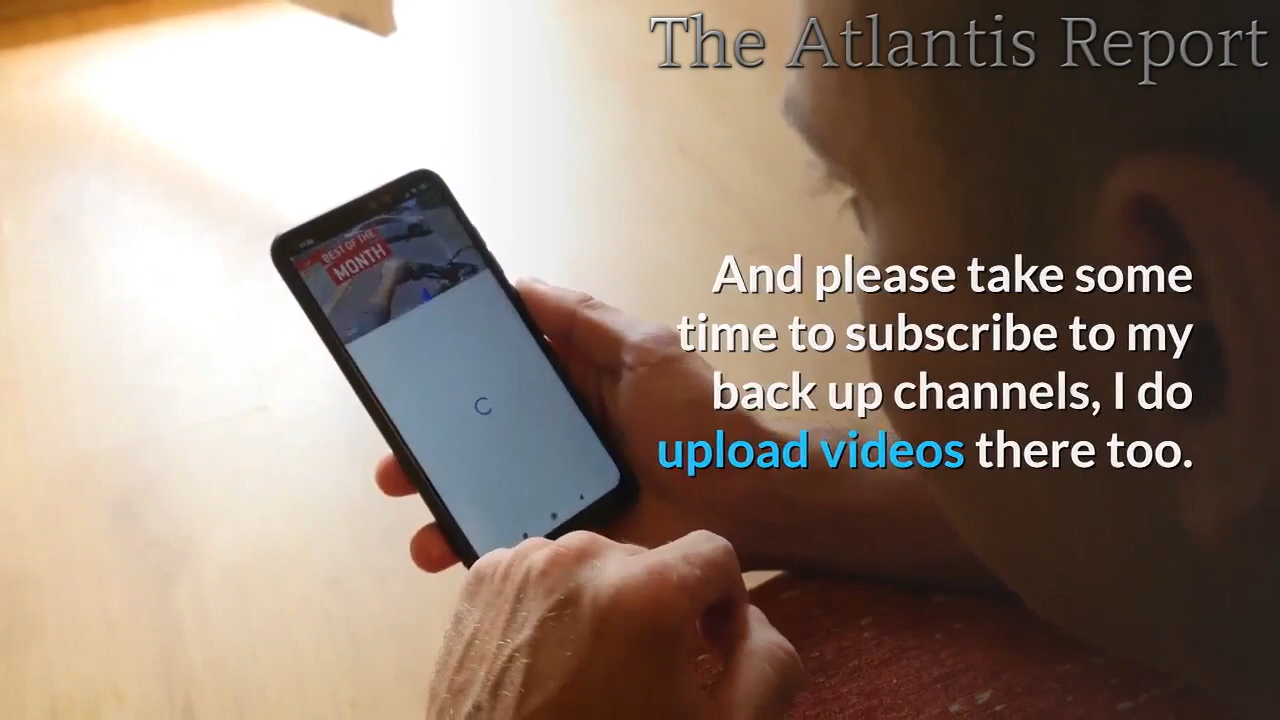 The Atlantis Report
BEST OF THE
MONTH
And please take some
time to subscribe to my
back up channels, I do
upload videos there too.